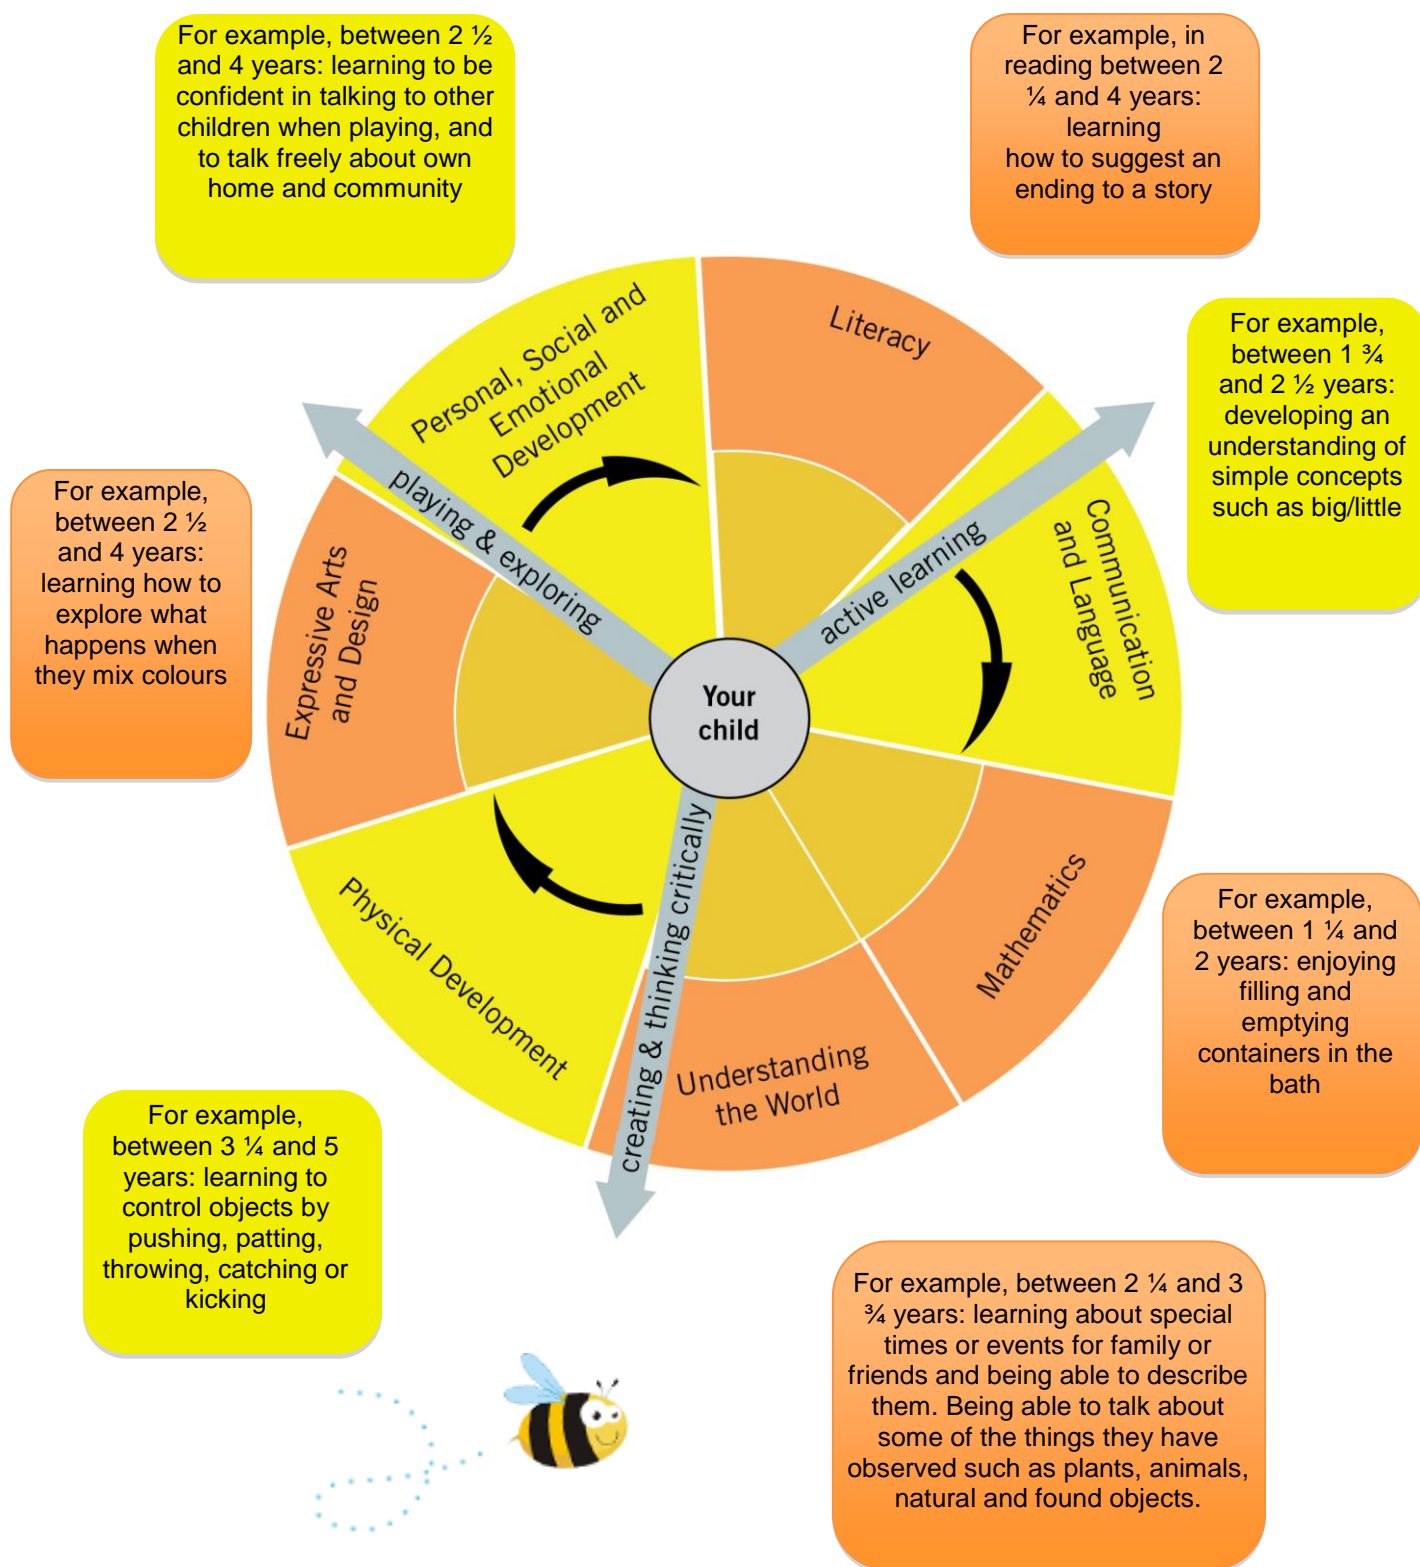 For example, between 2 ½
and 4 years: learning to be
confident in talking to other
children when playing, and
to talk freely about own
home and community
For example, in
reading between 2
¼ and 4 years:
learning
how to suggest an
ending to a story
For example,
between 1 ¾
and 2 ½ years:
developing an
understanding of
simple concepts
such as big/little
For example,
between 2 ½
and 4 years:
learning how to
explore what
happens when
they mix colours
Personal, Social and
Emotional
Development
Literacy
Communication
and Language
Expressive Arts
and Design
playing & exploring
active learning
Your
child
creating & thinking critically
Physical Development
Mathematics
Understanding
the World
For example,
between 1 ¼ and
2 years: enjoying
filling and
emptying
containers in the
bath
For example,
between 3 ¼ and 5
years: learning to
control objects by
pushing, patting,
throwing, catching or
kicking
For example, between 2 ¼ and 3
¾ years: learning about special
times or events for family or
friends and being able to describe
them. Being able to talk about
some of the things they have
observed such as plants, animals,
natural and found objects.